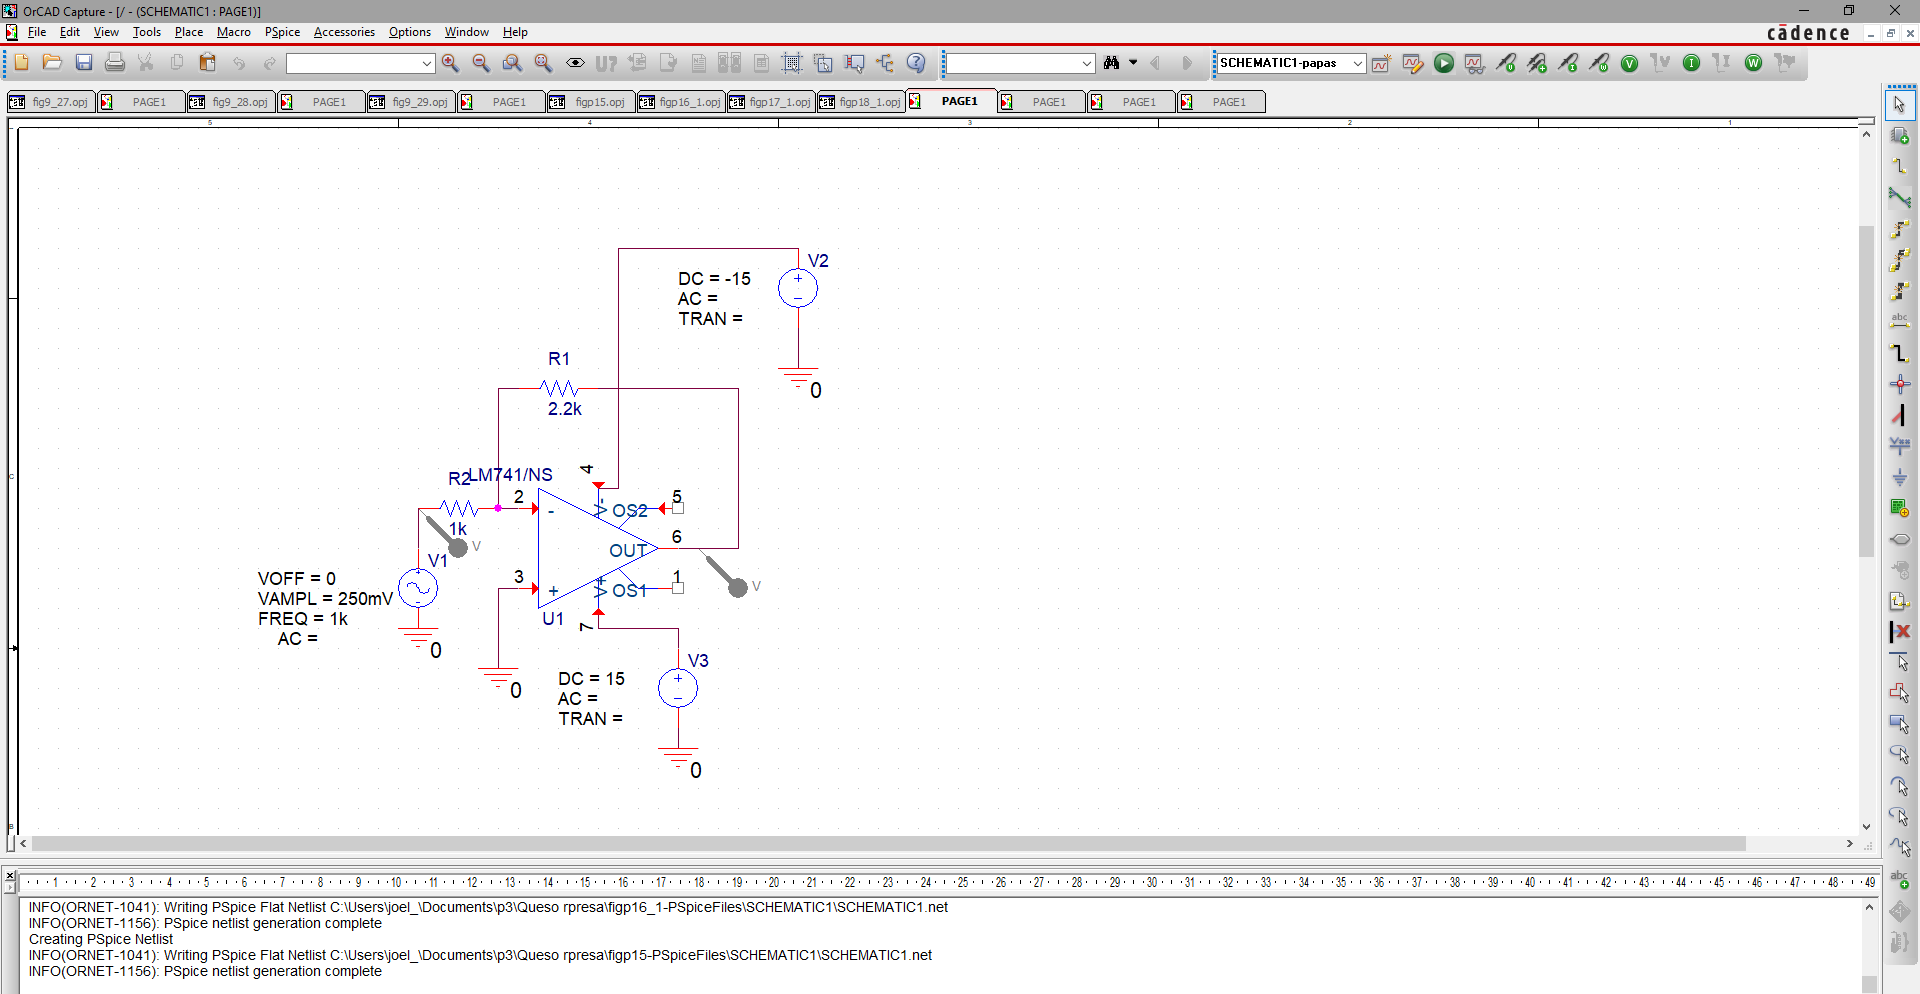 OrCAD Capture - [/ - (SCHEMATIC1 : PAGE1)]
File Edit View Tools Place Macro PSpice Accessories Options Window Help
cādence
U?
SCHEMATIC1-papas
V I W
fig9_27.opj PAGE1 fig9_28.opj PAGE1 fig9_29.opj PAGE1 figp15.opj figp16_1.opj figp17_1.opj figp18_1.opj PAGE1 PAGE1 PAGE1 PAGE1
5 4 3 2 1
V2
DC = -15
AC =
TRAN =
0
R1
2.2k
R2
LM741/NS
1k
V
V1
VOFF = 0
VAMPL = 250mV
FREQ = 1k
AC =
0
2
-
3
+
4
V-
OS2
5
OUT
6
V
OS1
1
V+
7
U1
0
V3
DC = 15
AC =
TRAN =
0
C
B
abc
abc
1 2 3 4 5 6 7 8 9 10 11 12 13 14 15 16 17 18 19 20 21 22 23 24 25 26 27 28 29 30 31 32 33 34 35 36 37 38 39 40 41 42 43 44 45 46 47 48 49
INFO(ORNET-1041): Writing PSpice Flat Netlist C:\Users\joel_\Documents\p3\Queso rpresa\figp16_1-PSpiceFiles\SCHEMATIC1\SCHEMATIC1.net
INFO(ORNET-1156): PSpice netlist generation complete
Creating PSpice Netlist
INFO(ORNET-1041): Writing PSpice Flat Netlist C:\Users\joel_\Documents\p3\Queso rpresa\figp15-PSpiceFiles\SCHEMATIC1\SCHEMATIC1.net
INFO(ORNET-1156): PSpice netlist generation complete